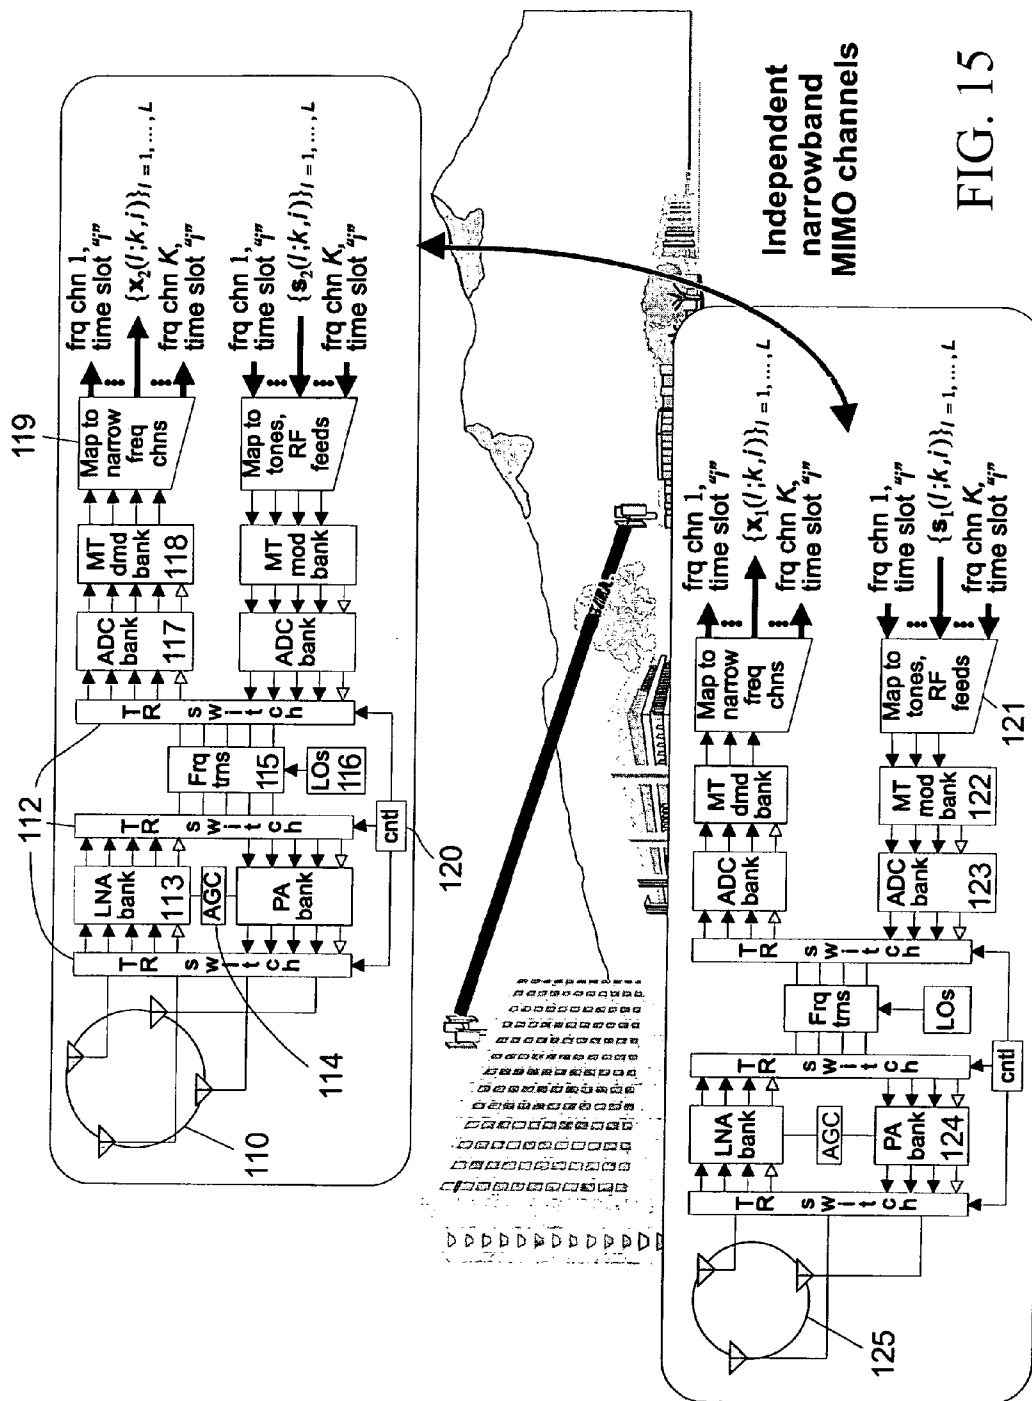 112
110
114
120
119
T R s w i t c h
LNA bank 113
AGC
PA bank
T R s w i t c h
Frq trns 115
LOs 116
cntl
T R s w i t c h
ADC bank 117
MT dmd bank 118
Map to narrow freq chns
frq chn 1, time slot "i"
{x₂(l;k,i)} l = 1, ..., L
frq chn K, time slot "i"
ADC bank
MT mod bank
Map to tones, RF feeds
frq chn 1, time slot "i"
{s₂(l;k,i)} l = 1, ..., L
frq chn K, time slot "i"
Independent
narrowband
MIMO channels
125
T R s w i t c h
LNA bank
AGC
PA bank 124
T R s w i t c h
Frq trns
LOs
cntl
T R s w i t c h
ADC bank
MT dmd bank
Map to narrow freq chns
frq chn 1, time slot "i"
{x₁(l;k,i)} l = 1, ..., L
frq chn K, time slot "i"
ADC bank 123
MT mod bank 122
Map to tones, RF feeds
121
frq chn 1, time slot "i"
{s₁(l;k,i)} l = 1, ..., L
frq chn K, time slot "i"
FIG. 15